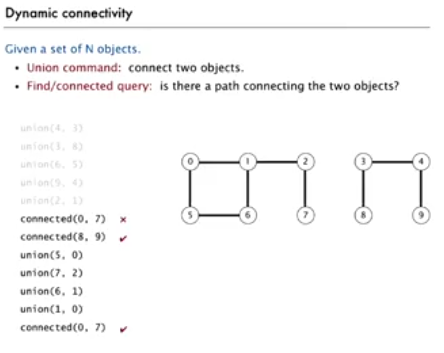 Dynamic connectivity
Given a set of N objects.
• Union command: connect two objects.
• Find/connected query: is there a path connecting the two objects?
union(4, 3)
union(3, 8)
union(6, 5)
union(9, 4)
union(2, 1)
connected(0, 7) ×
connected(8, 9) ✔
union(5, 0)
union(7, 2)
union(6, 1)
union(1, 0)
connected(0, 7) ✔
0 1 2 3 4
5 6 7 8 9